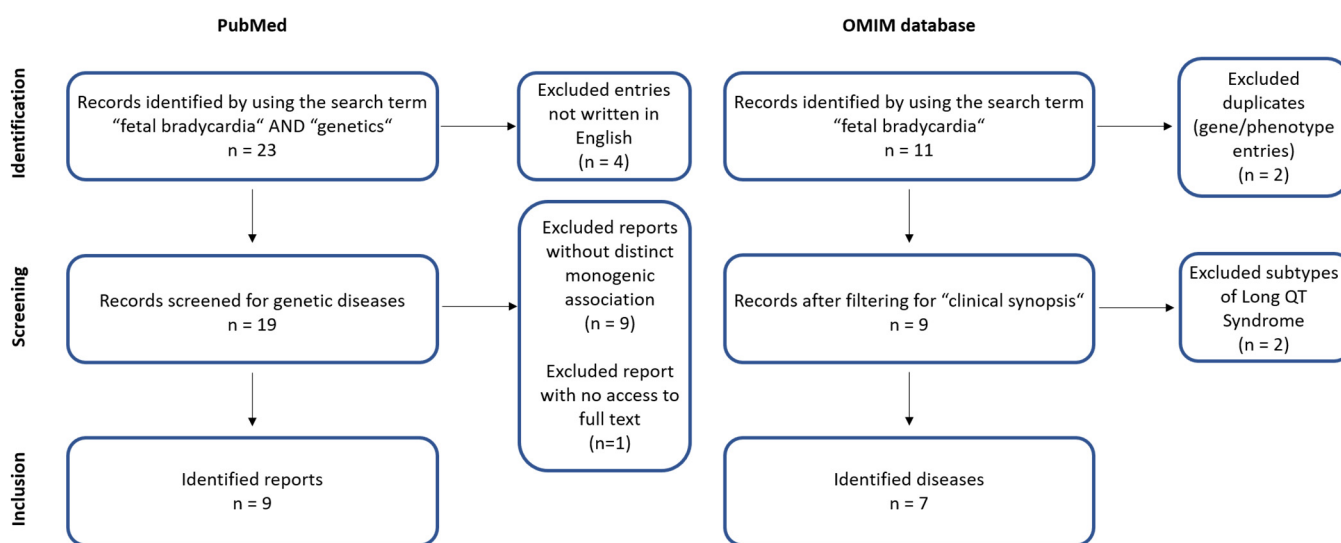 PubMed
OMIM database
Identification
Records identified by using the search term
“fetal bradycardia“ AND “genetics“
n = 23
Excluded entries
not written in
English
(n = 4)
Records identified by using the search term
“fetal bradycardia“
n = 11
Excluded
duplicates
(gene/phenotype
entries)
(n = 2)
Screening
Records screened for genetic diseases
n = 19
Excluded reports
without distinct
monogenic
association
(n = 9)
Excluded report
with no access to
full text
(n=1)
Records after filtering for “clinical synopsis“
n = 9
Excluded subtypes
of Long QT
Syndrome
(n = 2)
Inclusion
Identified reports
n = 9
Identified diseases
n = 7